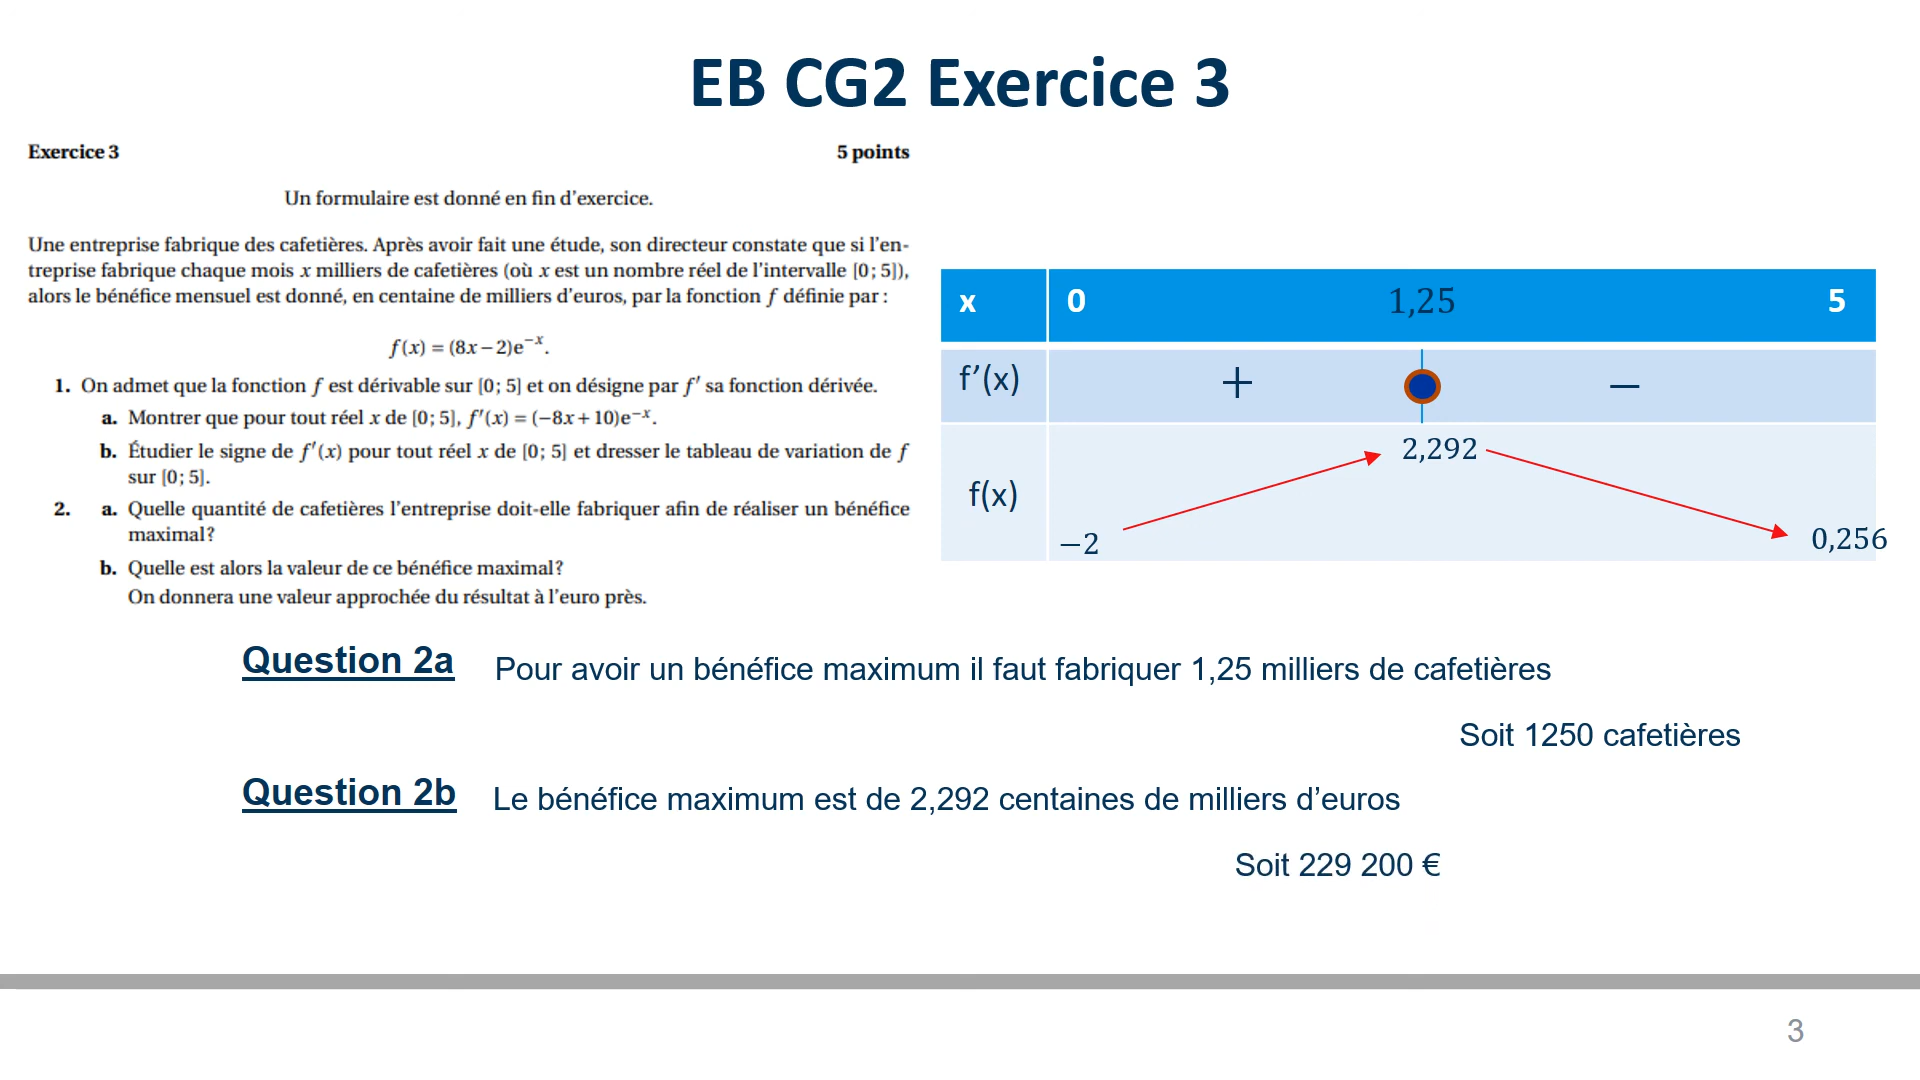 EB CG2 Exercice 3
Exercice 3 5 points
Un formulaire est donné en fin d'exercice.
Une entreprise fabrique des cafetières. Après avoir fait une étude, son directeur constate que si l'en-
treprise fabrique chaque mois x milliers de cafetières (où x est un nombre réel de l'intervalle [0; 5]),
alors le bénéfice mensuel est donné, en centaine de milliers d'euros, par la fonction f définie par :
f(x) = (8x − 2)e⁻ˣ.
1. On admet que la fonction f est dérivable sur [0; 5] et on désigne par f′ sa fonction dérivée.
a. Montrer que pour tout réel x de [0; 5], f′(x) = (−8x + 10)e⁻ˣ.
b. Étudier le signe de f′(x) pour tout réel x de [0; 5] et dresser le tableau de variation de f
sur [0; 5].
2. a. Quelle quantité de cafetières l'entreprise doit-elle fabriquer afin de réaliser un bénéfice
maximal?
b. Quelle est alors la valeur de ce bénéfice maximal?
On donnera une valeur approchée du résultat à l'euro près.
x 0 1,25 5
f’(x) + −
f(x) −2 2,292 0,256
Question 2a Pour avoir un bénéfice maximum il faut fabriquer 1,25 milliers de cafetières
Soit 1250 cafetières
Question 2b Le bénéfice maximum est de 2,292 centaines de milliers d’euros
Soit 229 200 €
3